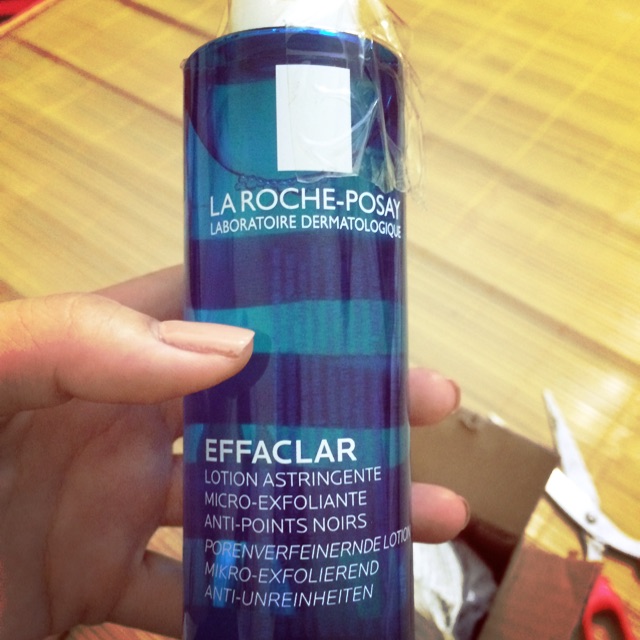 LA ROCHE-POSAY
LABORATOIRE DERMATOLOGIQUE
EFFACLAR
LOTION ASTRINGENTE
MICRO-EXFOLIANTE
ANTI-POINTS NOIRS
PORENVERFEINERNDE LOTION
MIKRO-EXFOLIEREND
ANTI-UNREINHEITEN